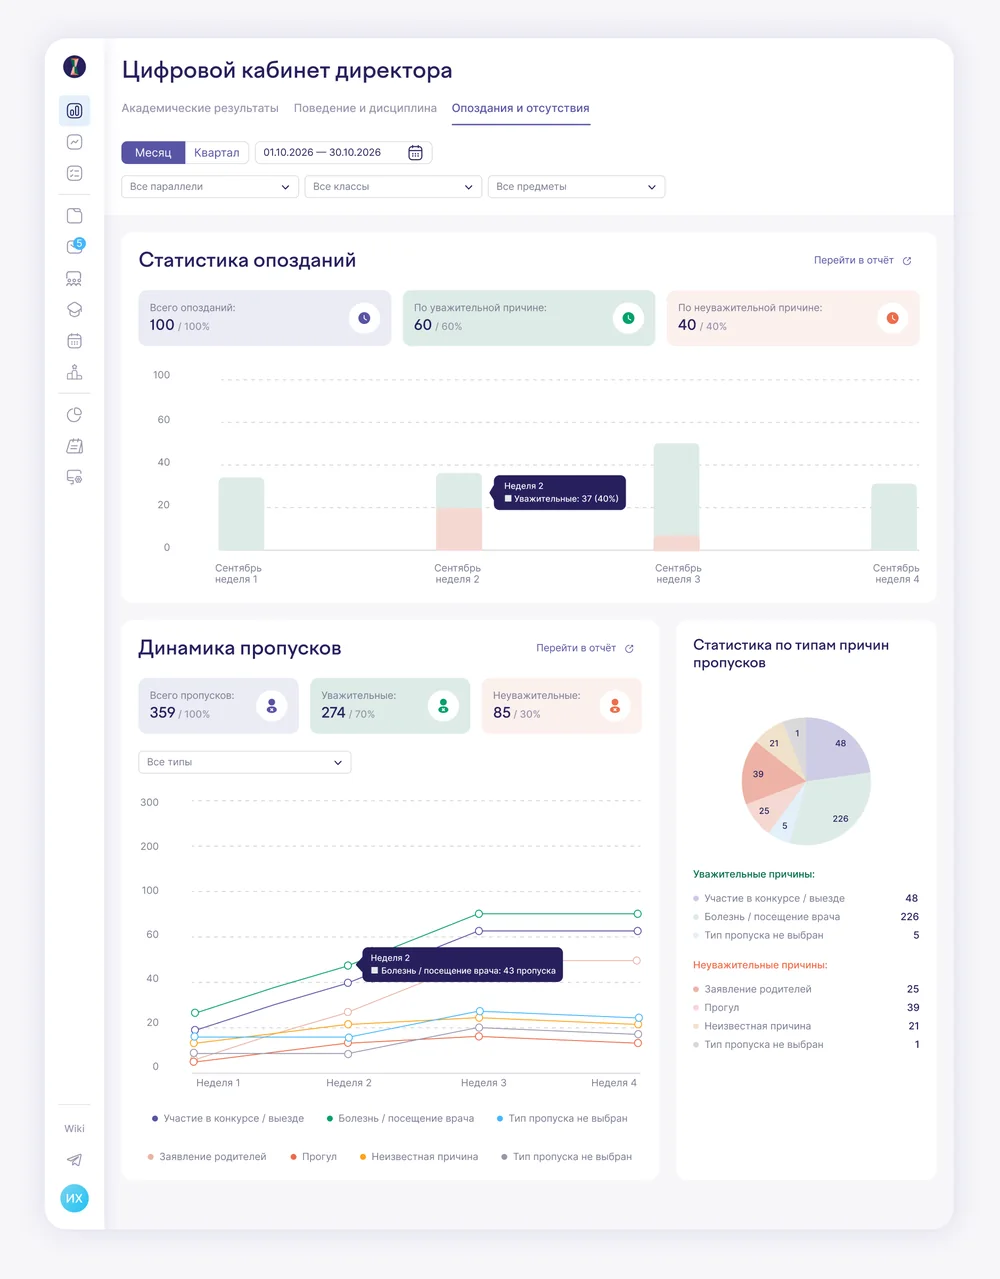 Цифровой кабинет директора
Академические результаты Поведение и дисциплина Опоздания и отсутствия
Месяц Квартал 01.10.2026 — 30.10.2026
Все параллели Все классы Все предметы
5
Статистика опозданий Перейти в отчёт
Всего опозданий: По уважительной причине: По неуважительной причине:
100 / 100% 60 / 60% 40 / 40%
100
60
40
20
0
Неделя 2
Уважительные: 37 (40%)
Сентябрь Сентябрь Сентябрь Сентябрь
неделя 1 неделя 2 неделя 3 неделя 4
Динамика пропусков Перейти в отчёт
Всего пропусков: Уважительные: Неуважительные:
359 / 100% 274 / 70% 85 / 30%
Все типы
300
200
100
60
40
20
0
Неделя 2
Болезнь / посещение врача: 43 пропуска
Неделя 1 Неделя 2 Неделя 3 Неделя 4
Участие в конкурсе / выезде Болезнь / посещение врача Тип пропуска не выбран
Заявление родителей Прогул Неизвестная причина Тип пропуска не выбран
Статистика по типам причин
пропусков
1
21 48
39
25 226
5
Уважительные причины:
Участие в конкурсе / выезде 48
Болезнь / посещение врача 226
Тип пропуска не выбран 5
Неуважительные причины:
Заявление родителей 25
Прогул 39
Неизвестная причина 21
Тип пропуска не выбран 1
Wiki
ИХ